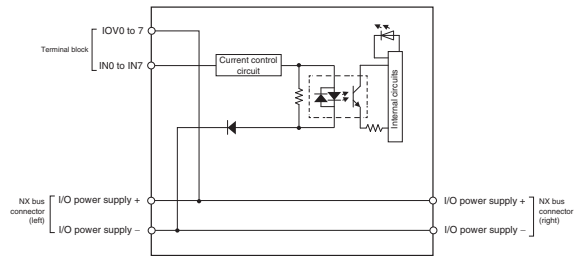 IOV0 to 7
Terminal block
IN0 to IN7
Current control
circuit
Internal circuits
NX bus
connector
(left)
I/O power supply +
I/O power supply –
I/O power supply +
I/O power supply –
NX bus
connector
(right)